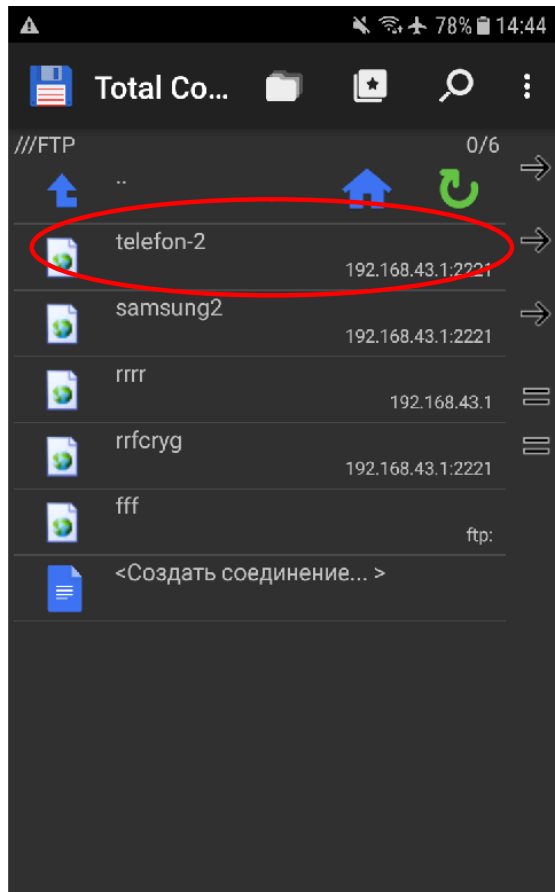 78% 14:44
Total Co...
///FTP 0/6
..
telefon-2
192.168.43.1:2221
samsung2
192.168.43.1:2221
rrrr
192.168.43.1
rrfcryg
192.168.43.1:2221
fff
ftp:
<Создать соединение... >